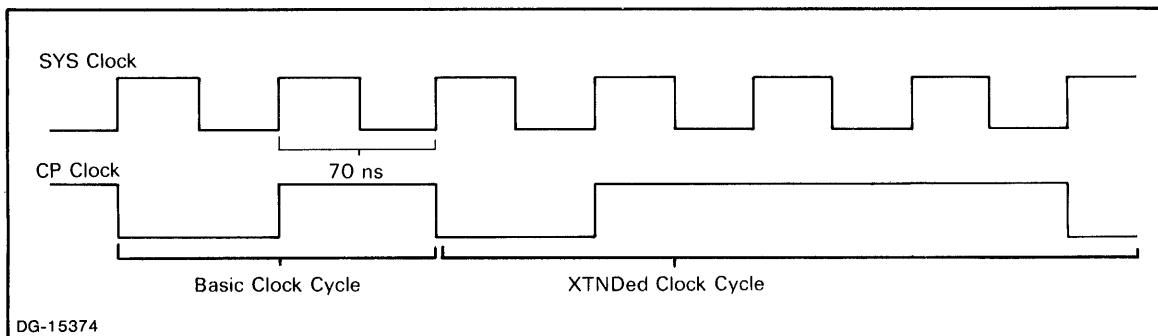 SYS Clock
70 ns
CP Clock
Basic Clock Cycle
XTNDed Clock Cycle
DG-15374